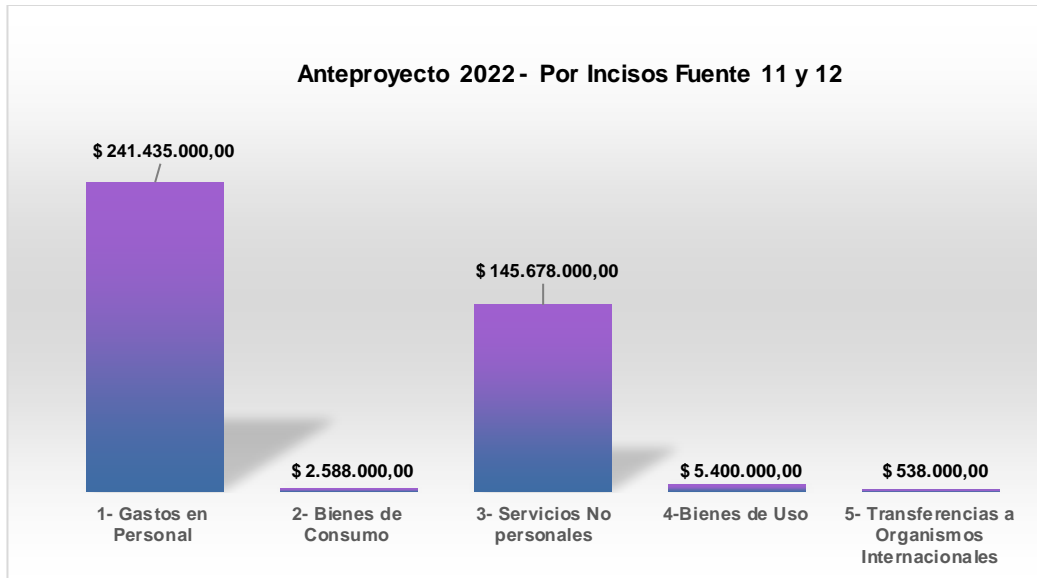 Anteproyecto 2022 - Por Incisos Fuente 11 y 12
$ 241.435.000,00
$ 2.588.000,00
$ 145.678.000,00
$ 5.400.000,00
$ 538.000,00
1- Gastos en
Personal
2- Bienes de
Consumo
3- Servicios No
personales
4-Bienes de Uso
5- Transferencias a
Organismos
Internacionales